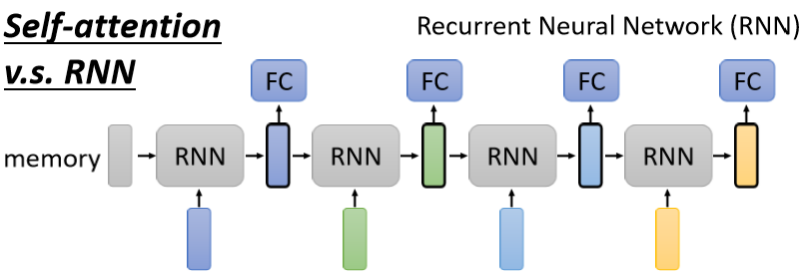 Self-attention
v.s. RNN
Recurrent Neural Network (RNN)
FC FC FC FC
memory RNN RNN RNN RNN